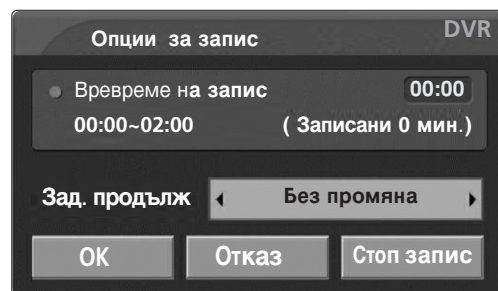 Опции за запис DVR
Вревреме на запис 00:00
00:00~02:00 ( Записани 0 мин.)
Зад. продълж Без промяна
ОК Отказ Стоп запис